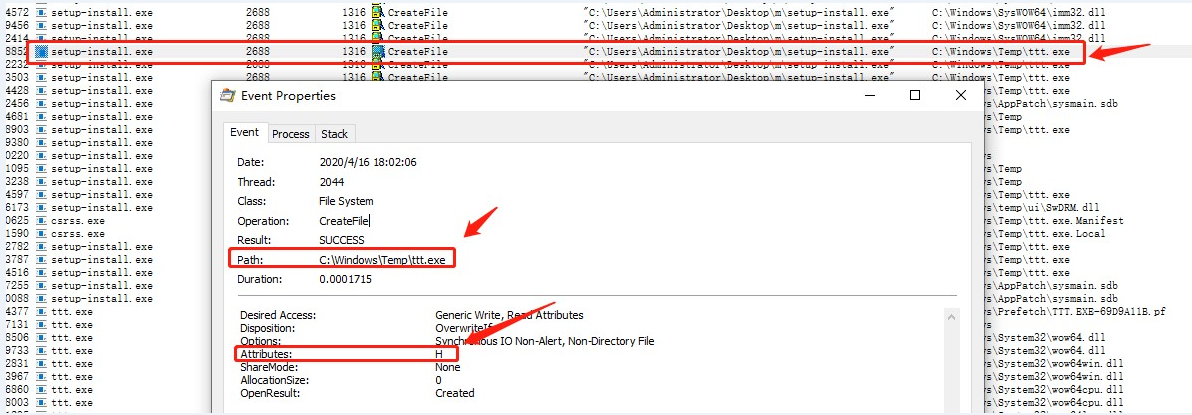 4572 setup-install.exe 2688 1316 CreateFile "C:\Users\Administrator\Desktop\m\setup-install.exe" C:\Windows\SysWOW64\imm32.dll
4492 setup-install.exe 2688 1316 CreateFile "C:\Users\Administrator\Desktop\m\setup-install.exe" C:\Windows\SysWOW64\imm32.dll
2414 setup-install.exe 2688 1316 CreateFile "C:\Users\Administrator\Desktop\m\setup-install.exe" C:\Windows\SysWOW64\imm32.dll
8852 setup-install.exe 2688 1316 CreateFile "C:\Users\Administrator\Desktop\m\setup-install.exe" C:\Windows\Temp\ttt.exe
2232 setup-install.exe 2688 1316 CreateFile "C:\Users\Administrator\Desktop\m\setup-install.exe" C:\Windows\Temp\ttt.exe
3503 setup-install.exe 2688 1316 CreateFile "C:\Users\Administrator\Desktop\m\setup-install.exe" C:\Windows\Temp\ttt.exe
4428 setup-install.exe s\Temp\ttt.exe
2456 setup-install.exe s\AppPatch\sysmain.sdb
4681 setup-install.exe s\Temp
8903 setup-install.exe s\Temp\ttt.exe
9380 setup-install.exe
0220 setup-install.exe s
1095 setup-install.exe s\Temp
3238 setup-install.exe s\Temp
4597 setup-install.exe s\Temp\ttt.exe
6173 setup-install.exe s\temp\ui\SwDRM.dll
0625 csrss.exe s\Temp\ttt.exe.Manifest
1590 csrss.exe s\Temp\ttt.exe.Local
2782 setup-install.exe s\Temp\ttt.exe
3787 setup-install.exe s\Temp\ttt.exe
4516 setup-install.exe s\Temp\ttt.exe
7255 setup-install.exe s\AppPatch\sysmain.sdb
0088 setup-install.exe s\AppPatch\sysmain.sdb
4377 ttt.exe s\Prefetch\TTT.EXE-69D9A11B.pf
7131 ttt.exe s
8506 ttt.exe s\System32\wow64.dll
9733 ttt.exe s\System32\wow64.dll
2831 ttt.exe s\System32\wow64win.dll
3967 ttt.exe s\System32\wow64win.dll
6860 ttt.exe s\System32\wow64cpu.dll
8003 ttt.exe s\System32\wow64cpu.dll
Event Properties
Event Process Stack
Date: 2020/4/16 18:02:06
Thread: 2044
Class: File System
Operation: CreateFile
Result: SUCCESS
Path: C:\Windows\Temp\ttt.exe
Duration: 0.0001715
Desired Access: Generic Write, Read Attributes
Disposition: OverwriteIf
Options: Synchronous IO Non-Alert, Non-Directory File
Attributes: H
ShareMode: None
AllocationSize: 0
OpenResult: Created